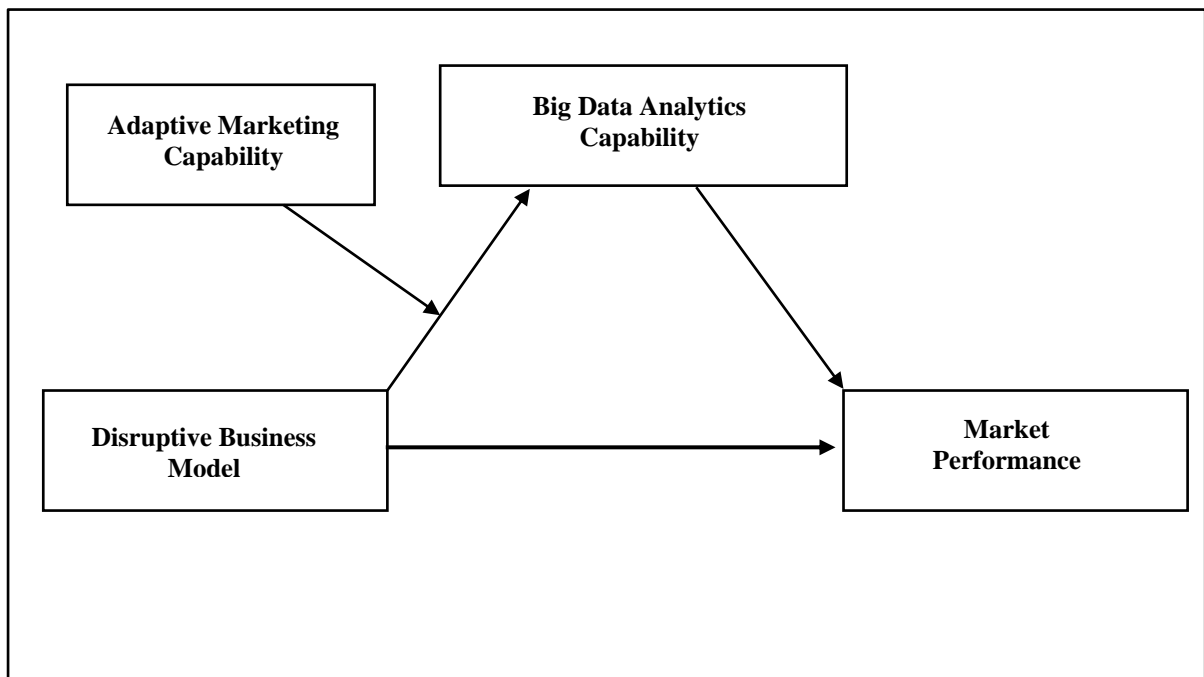 Adaptive Marketing
Capability
Big Data Analytics
Capability
Disruptive Business
Model
Market
Performance